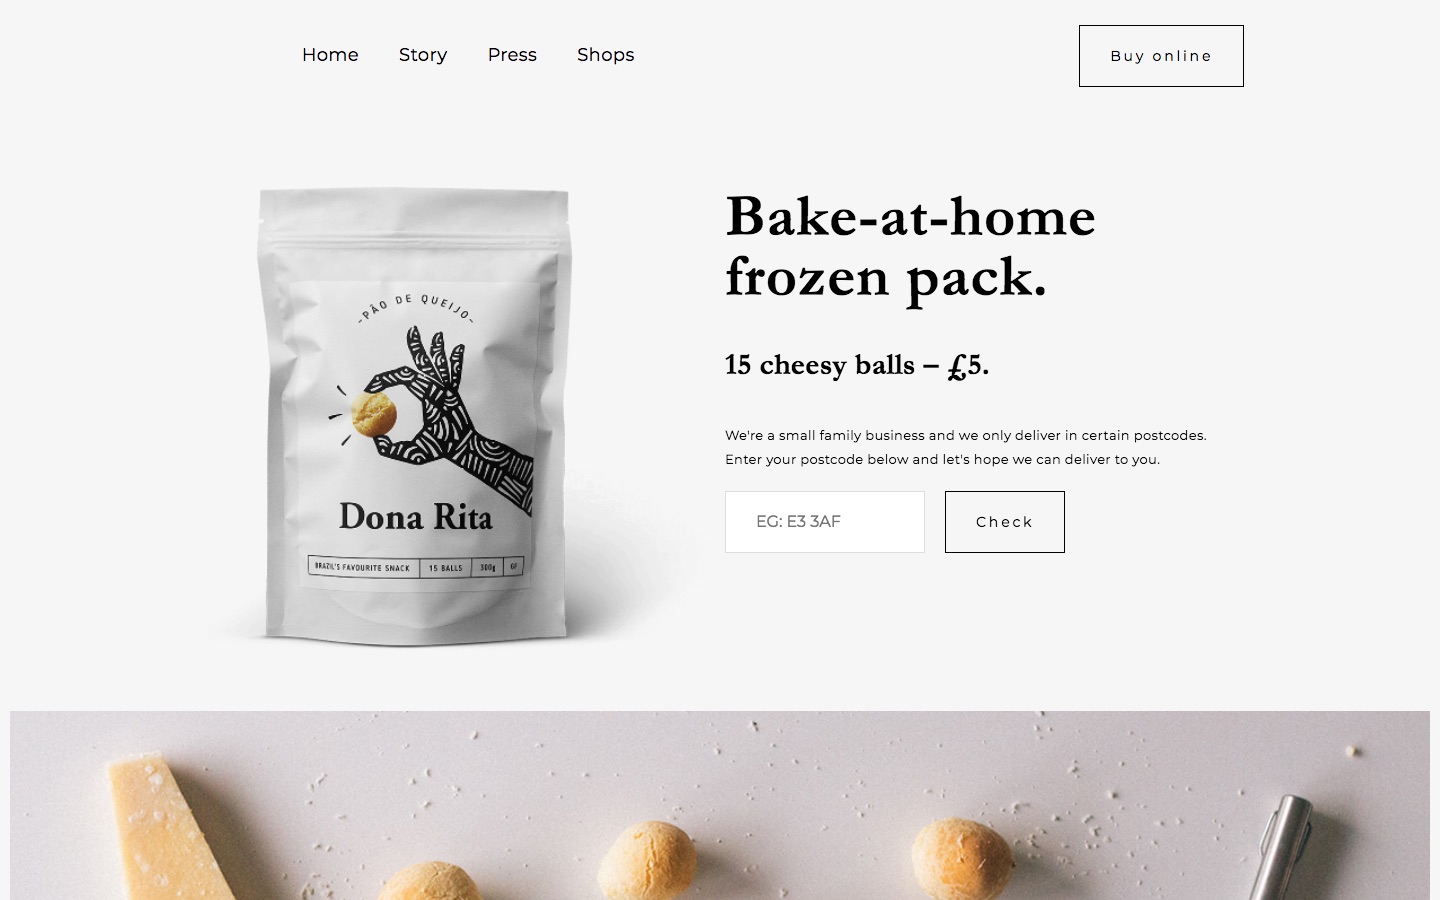 Home Story Press Shops
Buy online
Bake-at-home
frozen pack.
15 cheesy balls – £5.
We're a small family business and we only deliver in certain postcodes.
Enter your postcode below and let's hope we can deliver to you.
EG: E3 3AF
Check
-PÃO DE QUEIJO-
Dona Rita
BRAZIL'S FAVOURITE SNACK 15 BALLS 300g GF